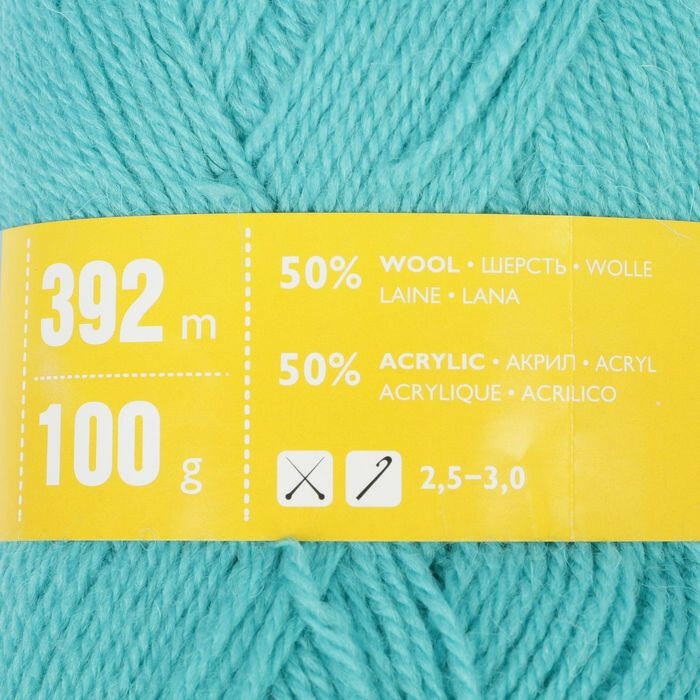 392 m
100 g
50% WOOL • ШЕРСТЬ • WOLLE
LAINE • LANA
50% ACRYLIC • АКРИЛ • ACRYL
ACRYLIQUE • ACRILICO
2,5–3,0